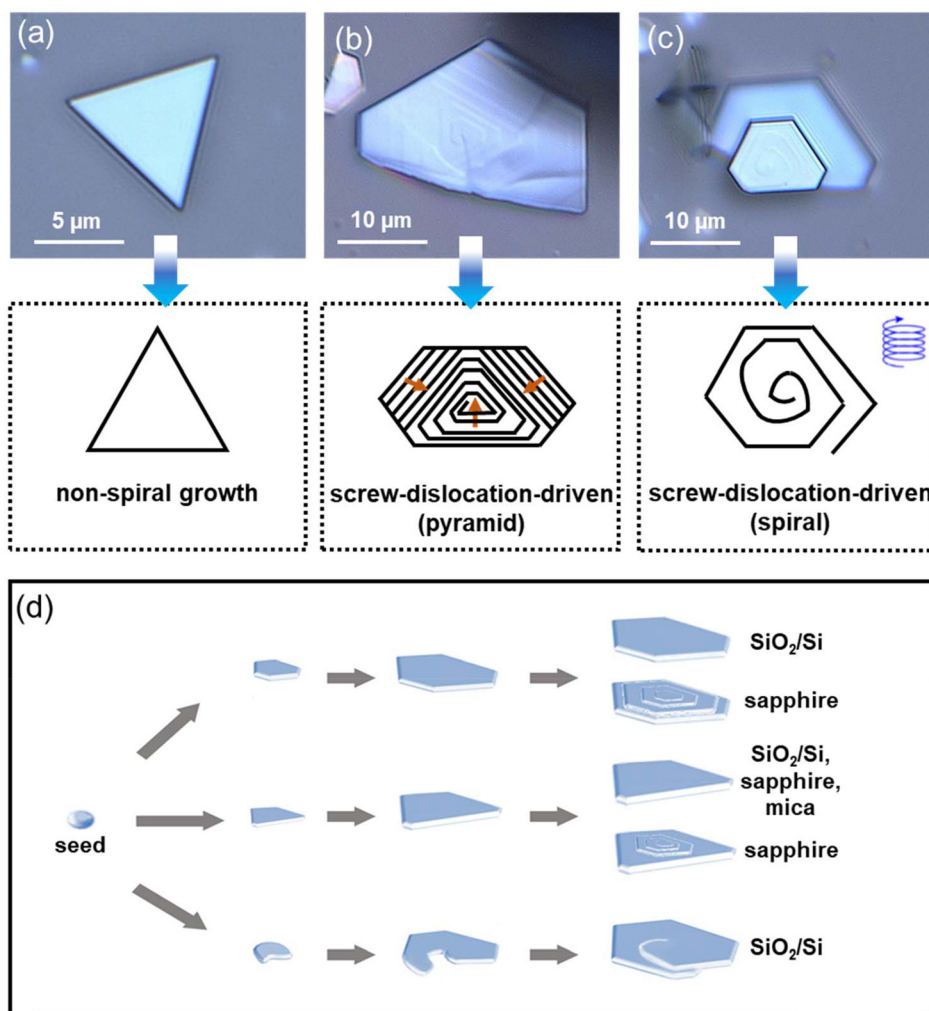 (a)
5 µm
(b)
10 µm
(c)
10 µm
non-spiral growth
screw-dislocation-driven
(pyramid)
screw-dislocation-driven
(spiral)
(d)
seed
SiO₂/Si
sapphire
SiO₂/Si,
sapphire,
mica
sapphire
SiO₂/Si